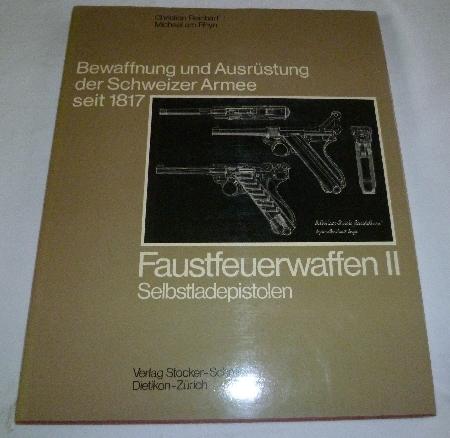 Christian Reinhart
Michael am Rhyn
Bewaffnung und Ausrüstung
der Schweizer Armee
seit 1817
Faustfeuerwaffen II
Selbstladepistolen
Verlag Stocker-
Dietikon-Zürich